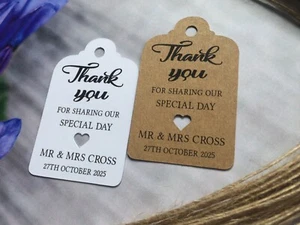 Thank
you
FOR SHARING OUR
SPECIAL DAY
MR & MRS CROSS
27TH OCTOBER 2025
Thank
you
FOR SHARING OUR
SPECIAL DAY
MR & MRS CROSS
27TH OCTOBER 2025